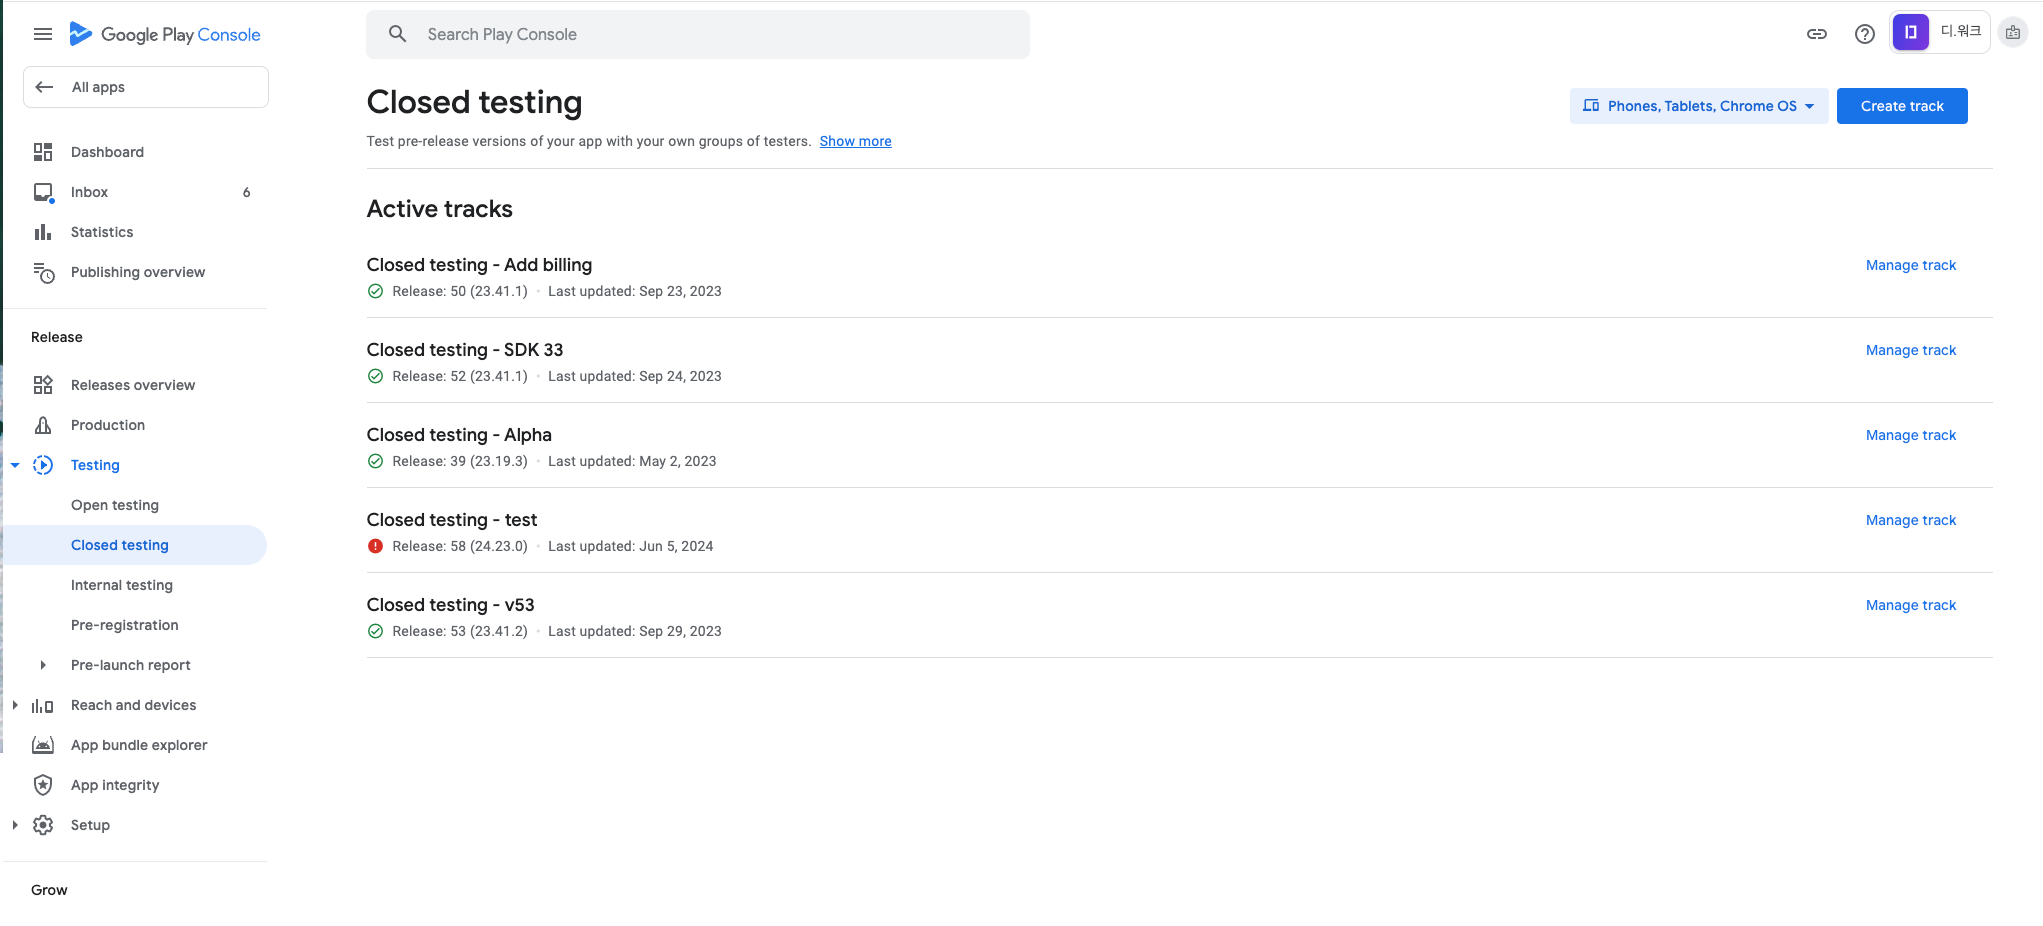 Google Play Console
Search Play Console
디.워크
All apps
Dashboard
Inbox 6
Statistics
Publishing overview
Release
Releases overview
Production
Testing
Open testing
Closed testing
Internal testing
Pre-registration
Pre-launch report
Reach and devices
App bundle explorer
App integrity
Setup
Grow
Closed testing
Phones, Tablets, Chrome OS
Create track
Test pre-release versions of your app with your own groups of testers. Show more
Active tracks
Closed testing - Add billing
Manage track
Release: 50 (23.41.1) • Last updated: Sep 23, 2023
Closed testing - SDK 33
Manage track
Release: 52 (23.41.1) • Last updated: Sep 24, 2023
Closed testing - Alpha
Manage track
Release: 39 (23.19.3) • Last updated: May 2, 2023
Closed testing - test
Manage track
Release: 58 (24.23.0) • Last updated: Jun 5, 2024
Closed testing - v53
Manage track
Release: 53 (23.41.2) • Last updated: Sep 29, 2023